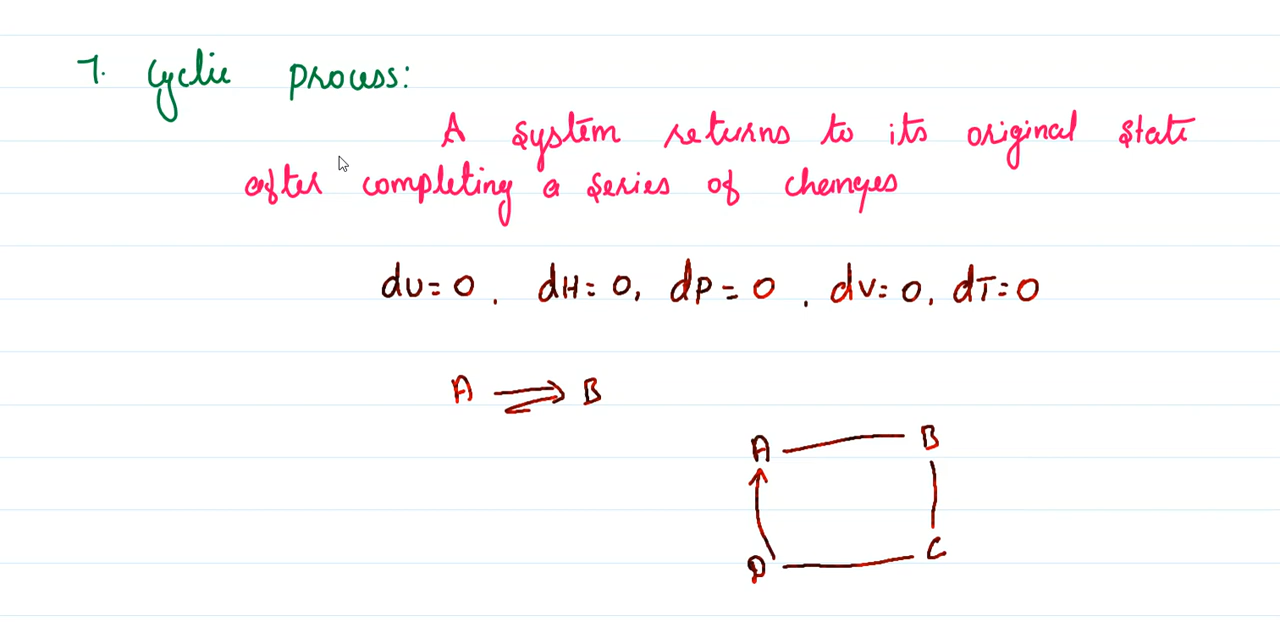 7. Cyclic process:
A system returns to its original state
after completing a series of changes
dU = 0, dH = 0, dP = 0, dV = 0, dT = 0
A ⇌ B
A B
D C